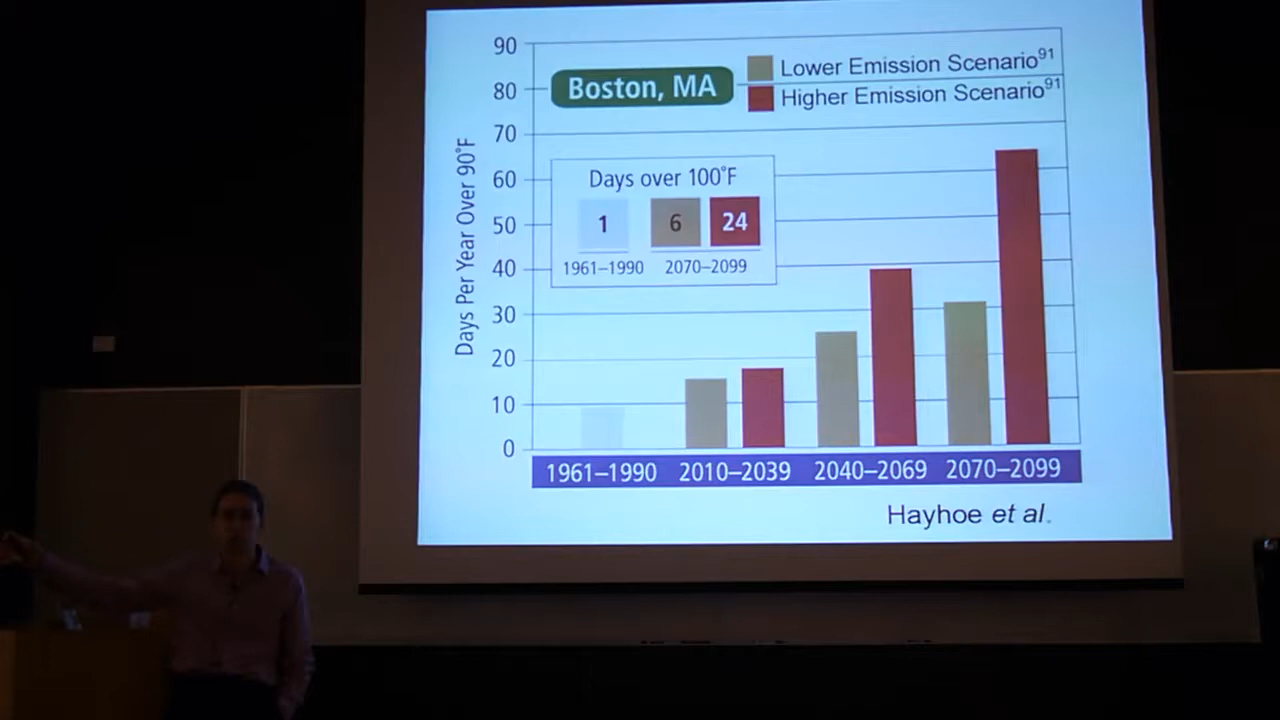 90
80
70
60
50
40
30
20
10
0
Days Per Year Over 90°F
Boston, MA
Lower Emission Scenario91
Higher Emission Scenario91
Days over 100°F
1 6 24
1961–1990 2070–2099
1961–1990 2010–2039 2040–2069 2070–2099
Hayhoe et al.